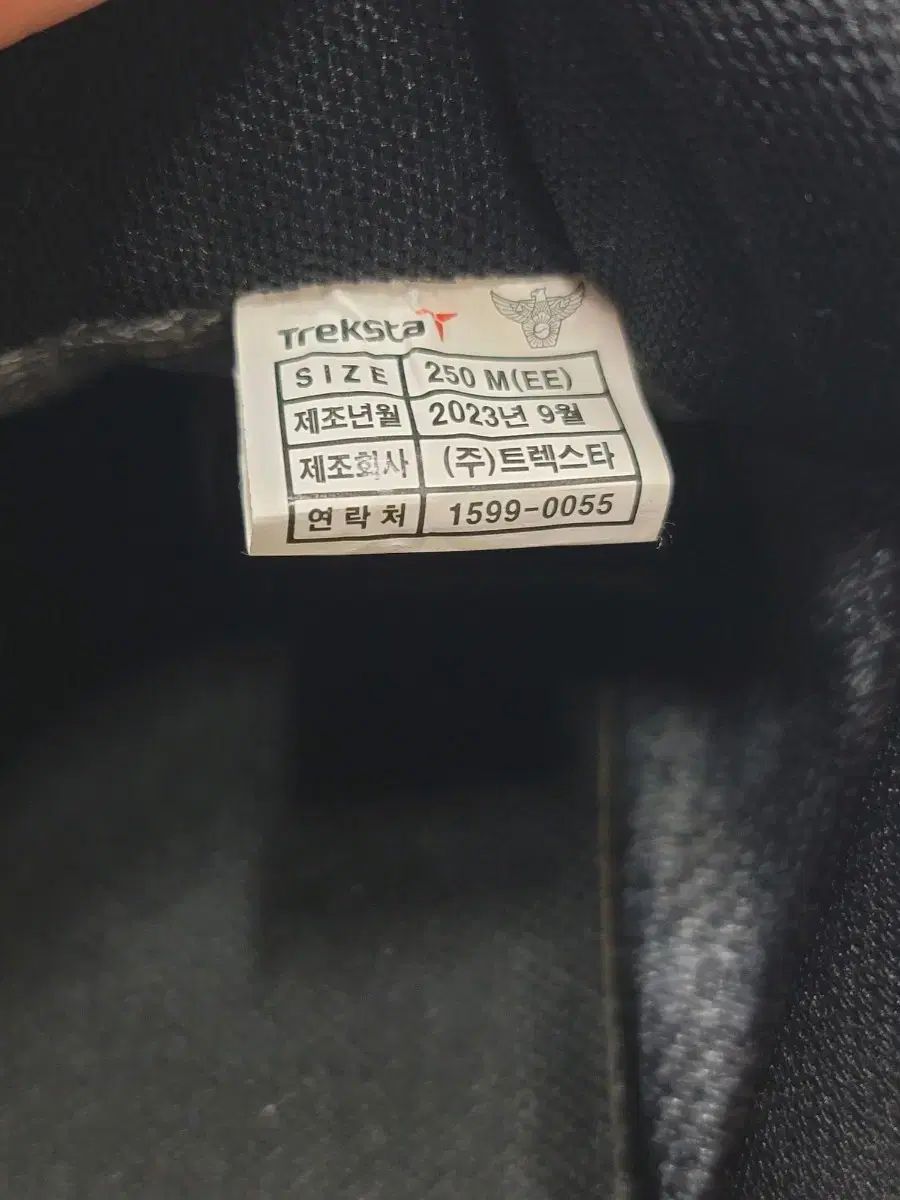 Treksta
SIZE 250 M(EE)
제조년월 2023년 9월
제조회사 (주)트렉스타
연락처 1599-0055